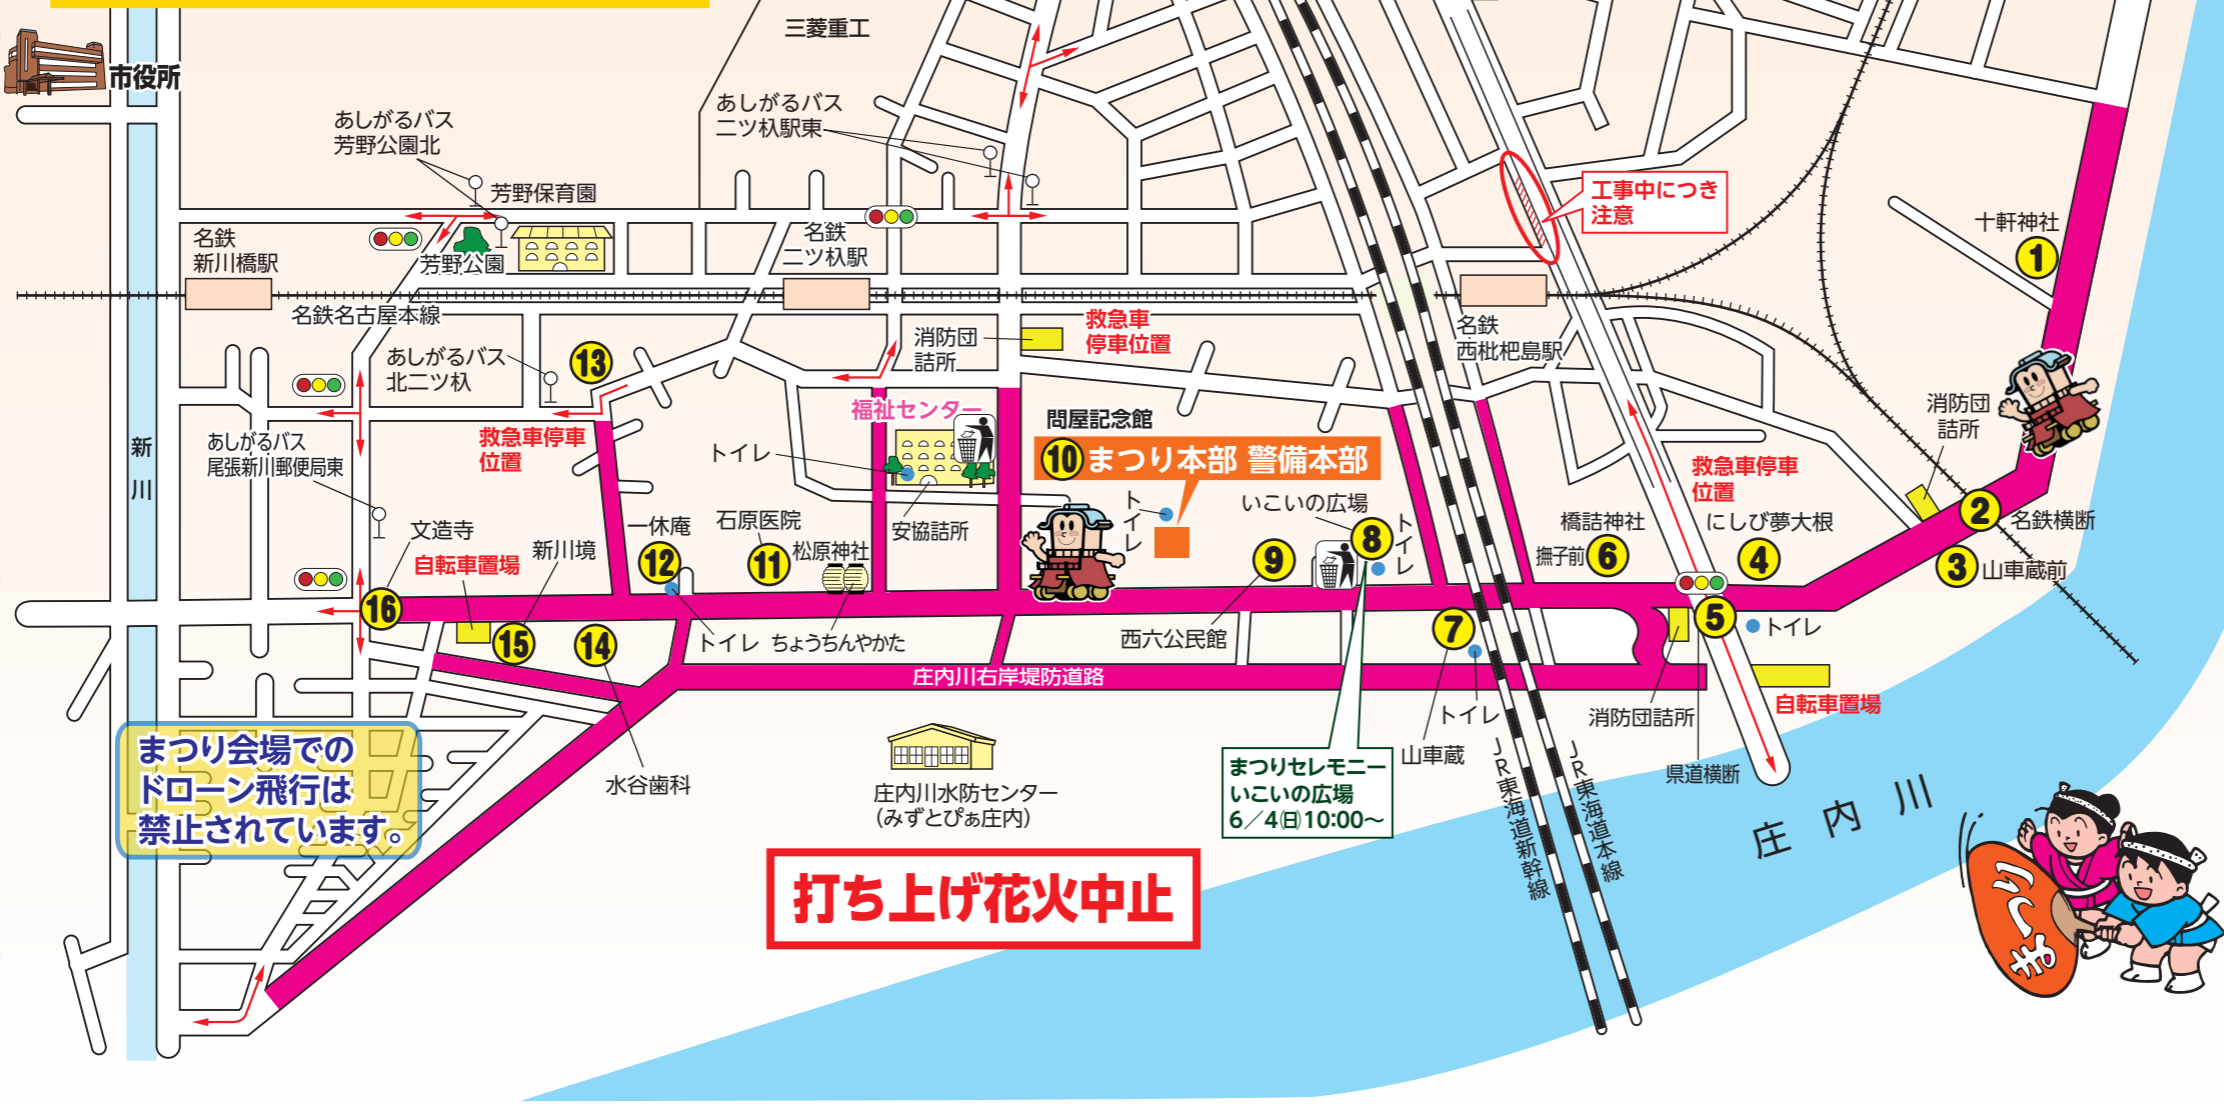 三菱重工
市役所
あしがるバス
芳野公園北
あしがるバス
二ツ杁駅東
芳野保育園
工事中につき
注意
名鉄
新川橋駅
芳野公園
名鉄
二ツ杁駅
十軒神社
1
名鉄名古屋本線
救急車
停車位置
名鉄
西枇杷島駅
消防団
詰所
あしがるバス
北二ツ杁
13
福祉センター
問屋記念館
10 まつり本部 警備本部
消防団
詰所
新川
あしがるバス
尾張新川郵便局東
救急車停車
位置
トイレ
救急車停車
位置
安協詰所
トイレ
いこいの広場
8
トイレ
橋詰神社
撫子前
6
にしび夢大根
4
2
名鉄横断
3
山車蔵前
文造寺
自転車置場
新川境
一休庵
12
石原医院
11
松原神社
9
16
15
14
トイレ
ちょうちんやかた
西六公民館
7
5
トイレ
庄内川右岸堤防道路
トイレ
山車蔵
消防団詰所
自転車置場
県道横断
まつり会場での
ドローン飛行は
禁止されています。
水谷歯科
庄内川水防センター
(みずとぴぁ庄内)
まつりセレモニー
いこいの広場
6／4㈰10:00～
JR東海道新幹線
JR東海道本線
庄内川
打ち上げ花火中止
まつり